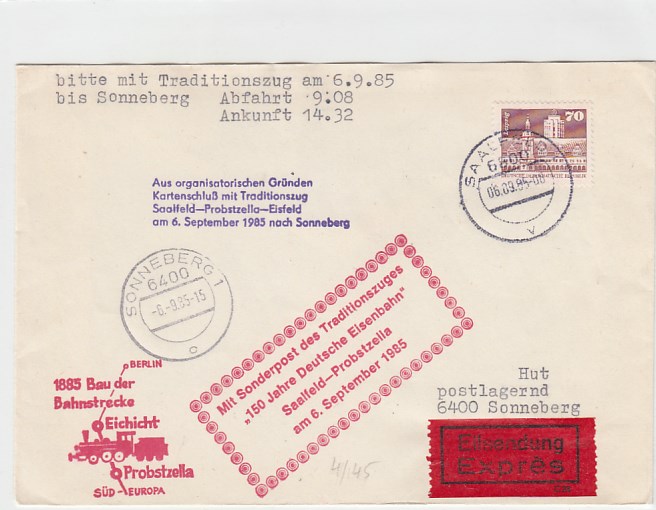 bitte mit Traditionszug am 6.9.85
bis Sonneberg Abfahrt 9.08
Ankunft 14.32
Leipzig
70
SAALFELD
6800
06.09.85-00
v
Aus organisatorischen Gründen
Kartenschluß mit Traditionszug
Saalfeld—Probstzella—Eisfeld
am 6. September 1985 nach Sonneberg
SONNEBERG 1
6400
-6.-9.85-15
c
Mit Sonderpost des Traditionszuges
„150 Jahre Deutsche Eisenbahn"
Saalfeld—Probstzella
am 6. September 1985
BERLIN
1885 Bau der
Bahnstrecke
Eichicht
Probstzella
SÜD-EUROPA
Hut
postlagernd
6400 Sonneberg
Eilsendung
Exprès
4/.45